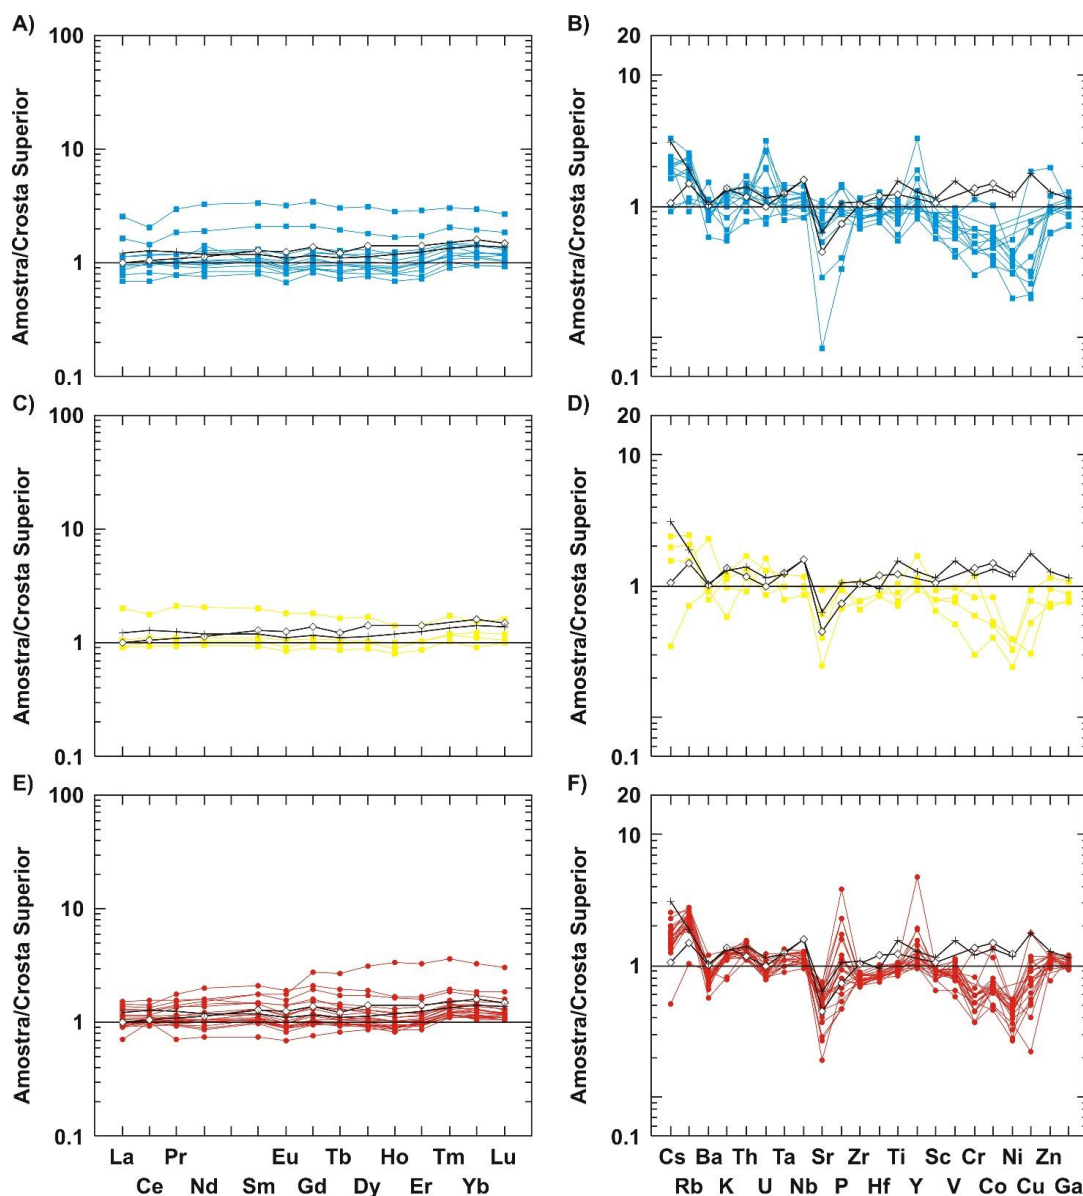 A)
100
10
1
0.1
Amostra/Crosta Superior
B)
20
10
1
0.1
Amostra/Crosta Superior
C)
100
10
1
0.1
Amostra/Crosta Superior
D)
20
10
1
0.1
Amostra/Crosta Superior
E)
100
10
1
0.1
Amostra/Crosta Superior
F)
20
10
1
0.1
Amostra/Crosta Superior
La Pr Eu Tb Ho Tm Lu
Ce Nd Sm Gd Dy Er Yb
Cs Ba Th Ta Sr Zr Ti Sc Cr Ni Zn
Rb K U Nb P Hf Y V Co Cu Ga